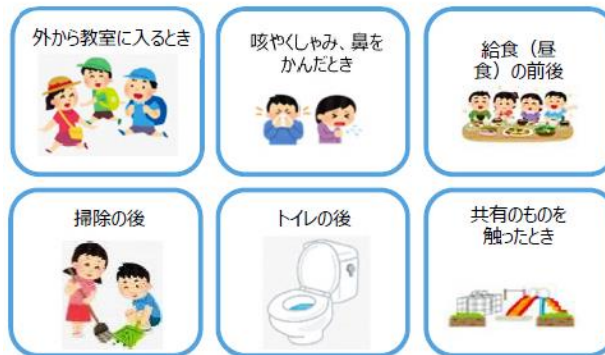 外から教室に入るとき
咳やくしゃみ、鼻を
かんだとき
給食（昼
食）の前後
掃除の後
トイレの後
共有のものを
触ったとき